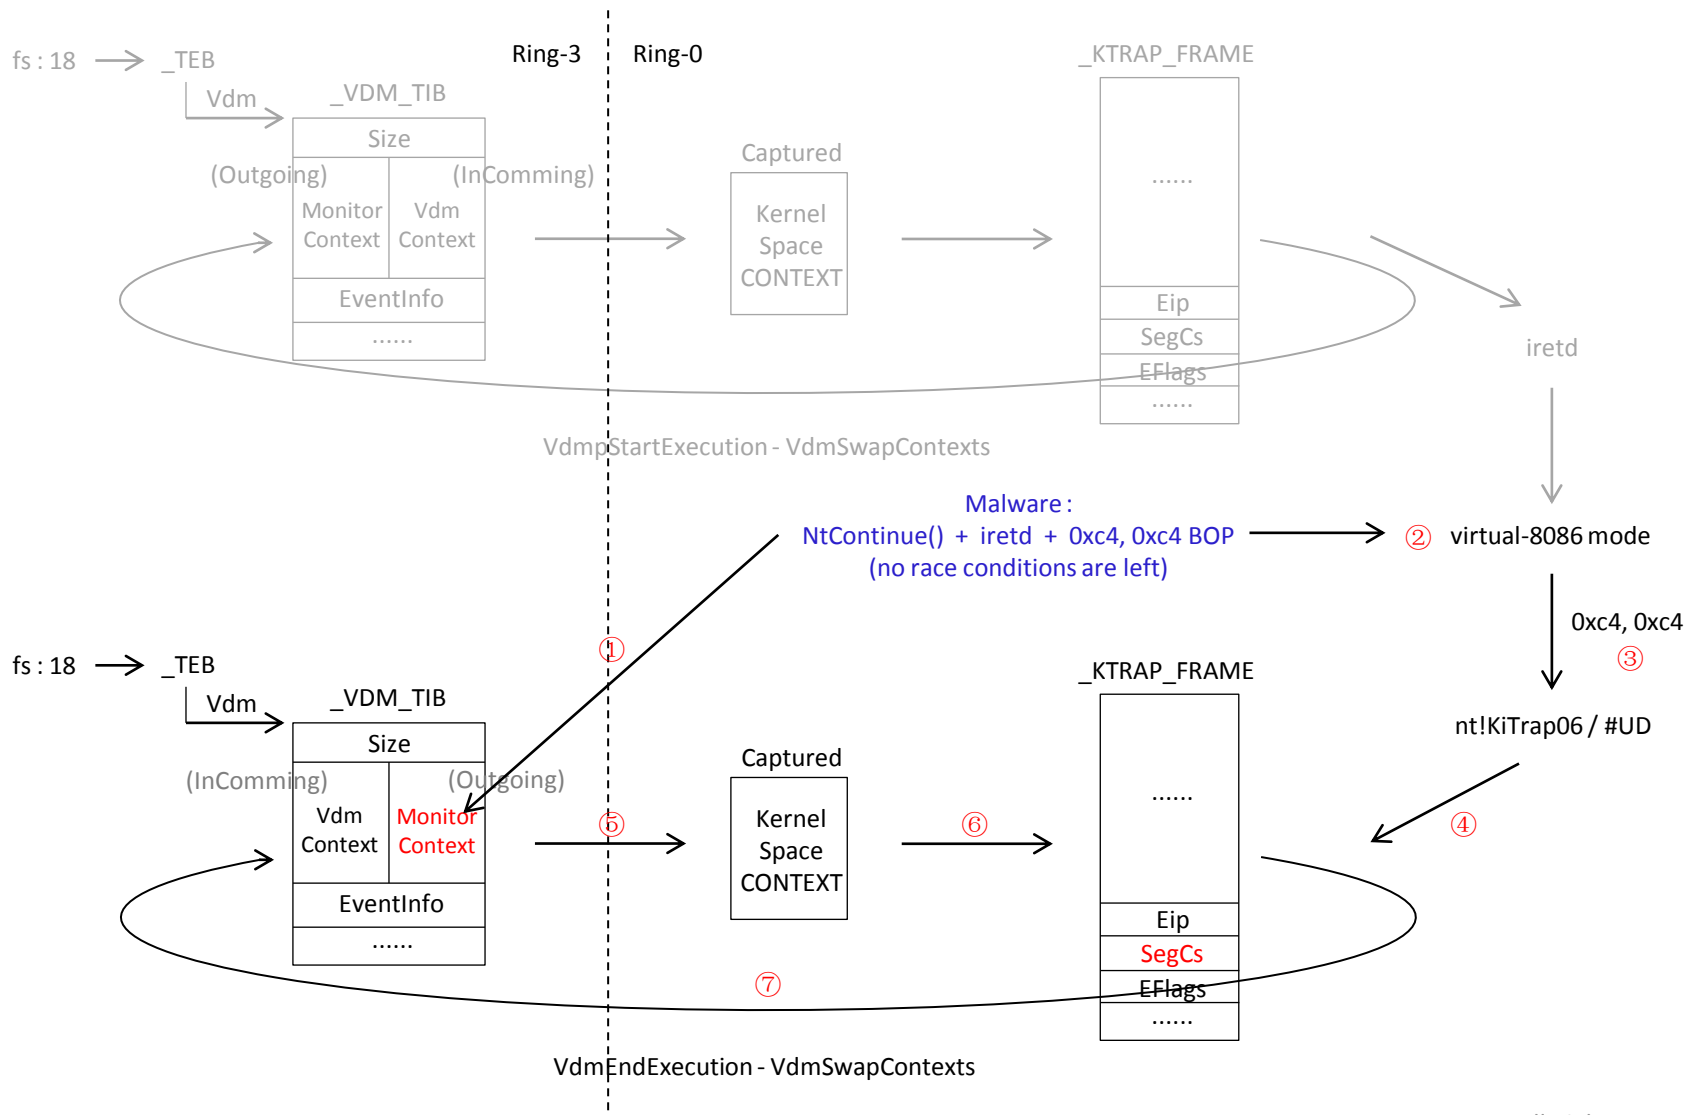 Ring-3
Ring-0
fs : 18
_TEB
Vdm
_VDM_TIB
_KTRAP_FRAME
Size
(Outgoing)
(InComming)
Monitor
Context
Vdm
Context
EventInfo
......
Captured
Kernel
Space
CONTEXT
......
Eip
SegCs
EFlags
......
iretd
VdmpStartExecution - VdmSwapContexts
Malware :
NtContinue() + iretd + 0xc4, 0xc4 BOP
(no race conditions are left)
②
virtual-8086 mode
0xc4, 0xc4
③
①
nt!KiTrap06 / #UD
④
fs : 18
_TEB
Vdm
_VDM_TIB
_KTRAP_FRAME
Size
(InComming)
(Outgoing)
Vdm
Context
Monitor
Context
EventInfo
......
⑤
Captured
Kernel
Space
CONTEXT
⑥
......
Eip
SegCs
EFlags
......
⑦
VdmEndExecution - VdmSwapContexts